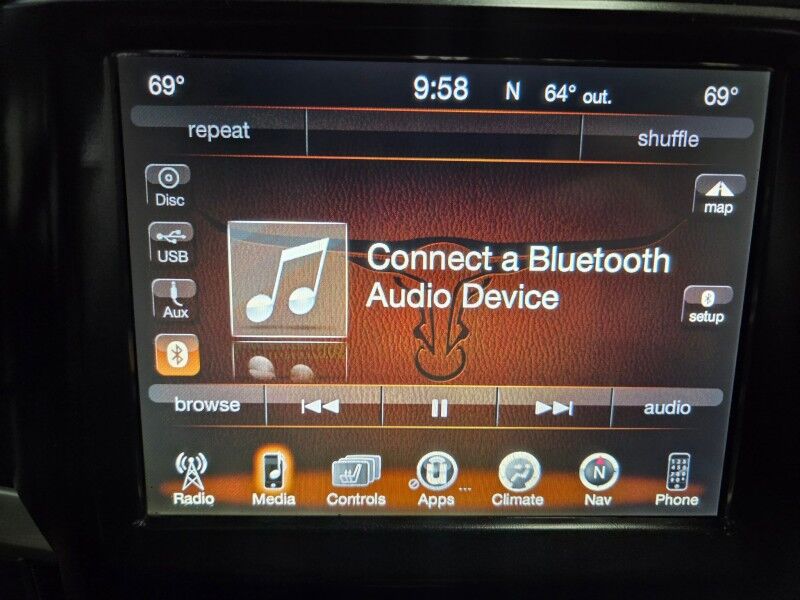 69° 9:58 N 64° out. 69°
repeat shuffle
Disc
map
USB
Connect a Bluetooth
Audio Device
Aux
setup
browse audio
N
Radio Media Controls Apps Climate Nav Phone